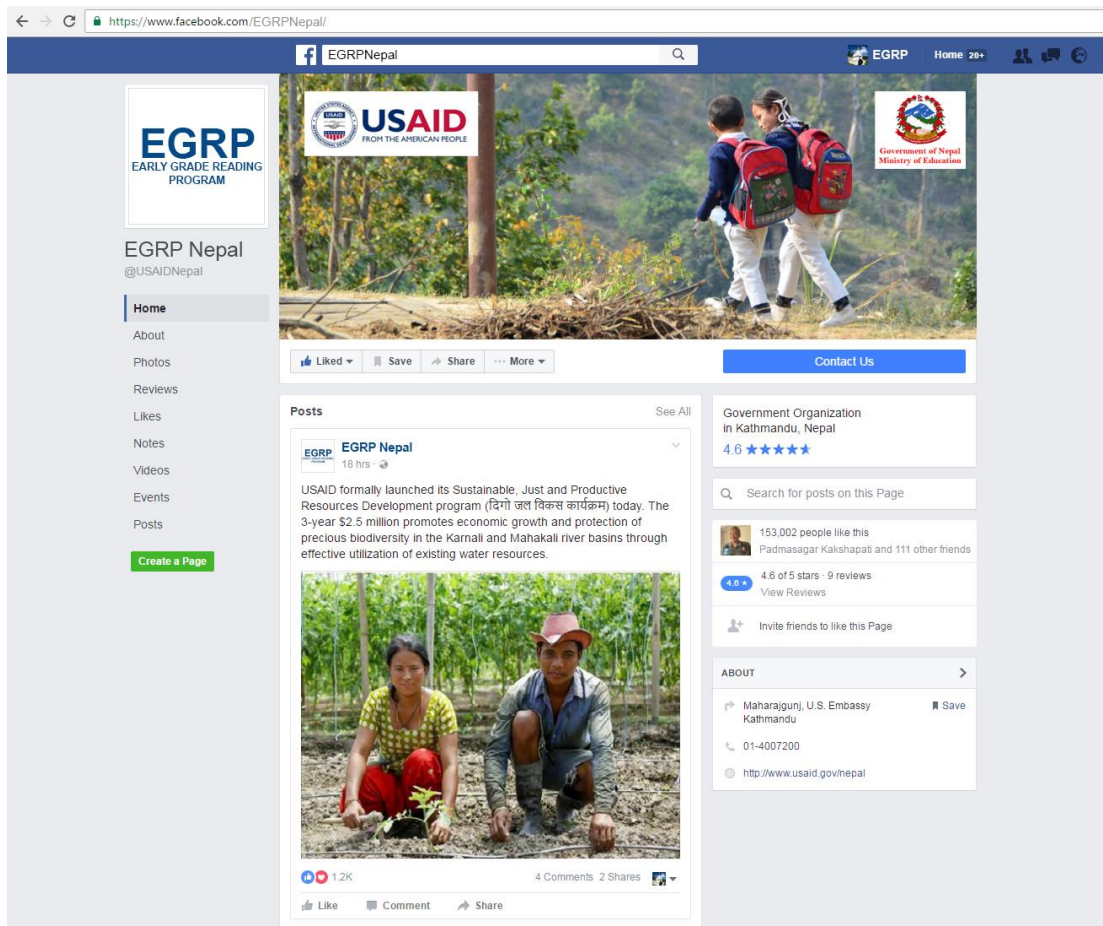 https://www.facebook.com/EGRPNepal/
EGRPNepal
EGRP
Home 20+
EGRP
EARLY GRADE READING
PROGRAM
USAID
FROM THE AMERICAN PEOPLE
Government of Nepal
Ministry of Education
EGRP Nepal
@USAIDNepal
Home
About
Photos
Reviews
Likes
Notes
Videos
Events
Posts
Create a Page
Liked
Save
Share
More
Contact Us
Posts
See All
EGRP
EGRP Nepal
18 hrs
USAID formally launched its Sustainable, Just and Productive
Resources Development program (दिगो जल विकस कार्यक्रम) today. The
3-year $2.5 million promotes economic growth and protection of
precious biodiversity in the Karnali and Mahakali river basins through
effective utilization of existing water resources.
1.2K
4 Comments 2 Shares
Like
Comment
Share
Government Organization
in Kathmandu, Nepal
4.6
Search for posts on this Page
153,002 people like this
Padmasagar Kakshapati and 111 other friends
4.6
4.6 of 5 stars · 9 reviews
View Reviews
Invite friends to like this Page
ABOUT
Maharajgunj, U.S. Embassy
Kathmandu
Save
01-4007200
http://www.usaid.gov/nepal